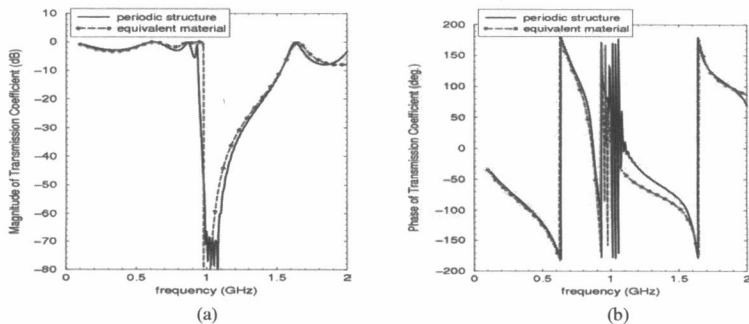 periodic structure
equivalent material
Magnitude of Transmission Coefficient (dB)
10
0
−10
−20
−30
−40
−50
−60
−70
−80
0
0.5
1
1.5
2
frequency (GHz)
(a)
periodic structure
equivalent material
Phase of Transmission Coefficient (deg.)
200
150
100
50
0
−50
−100
−150
−200
0
0.5
1
1.5
2
frequency (GHz)
(b)